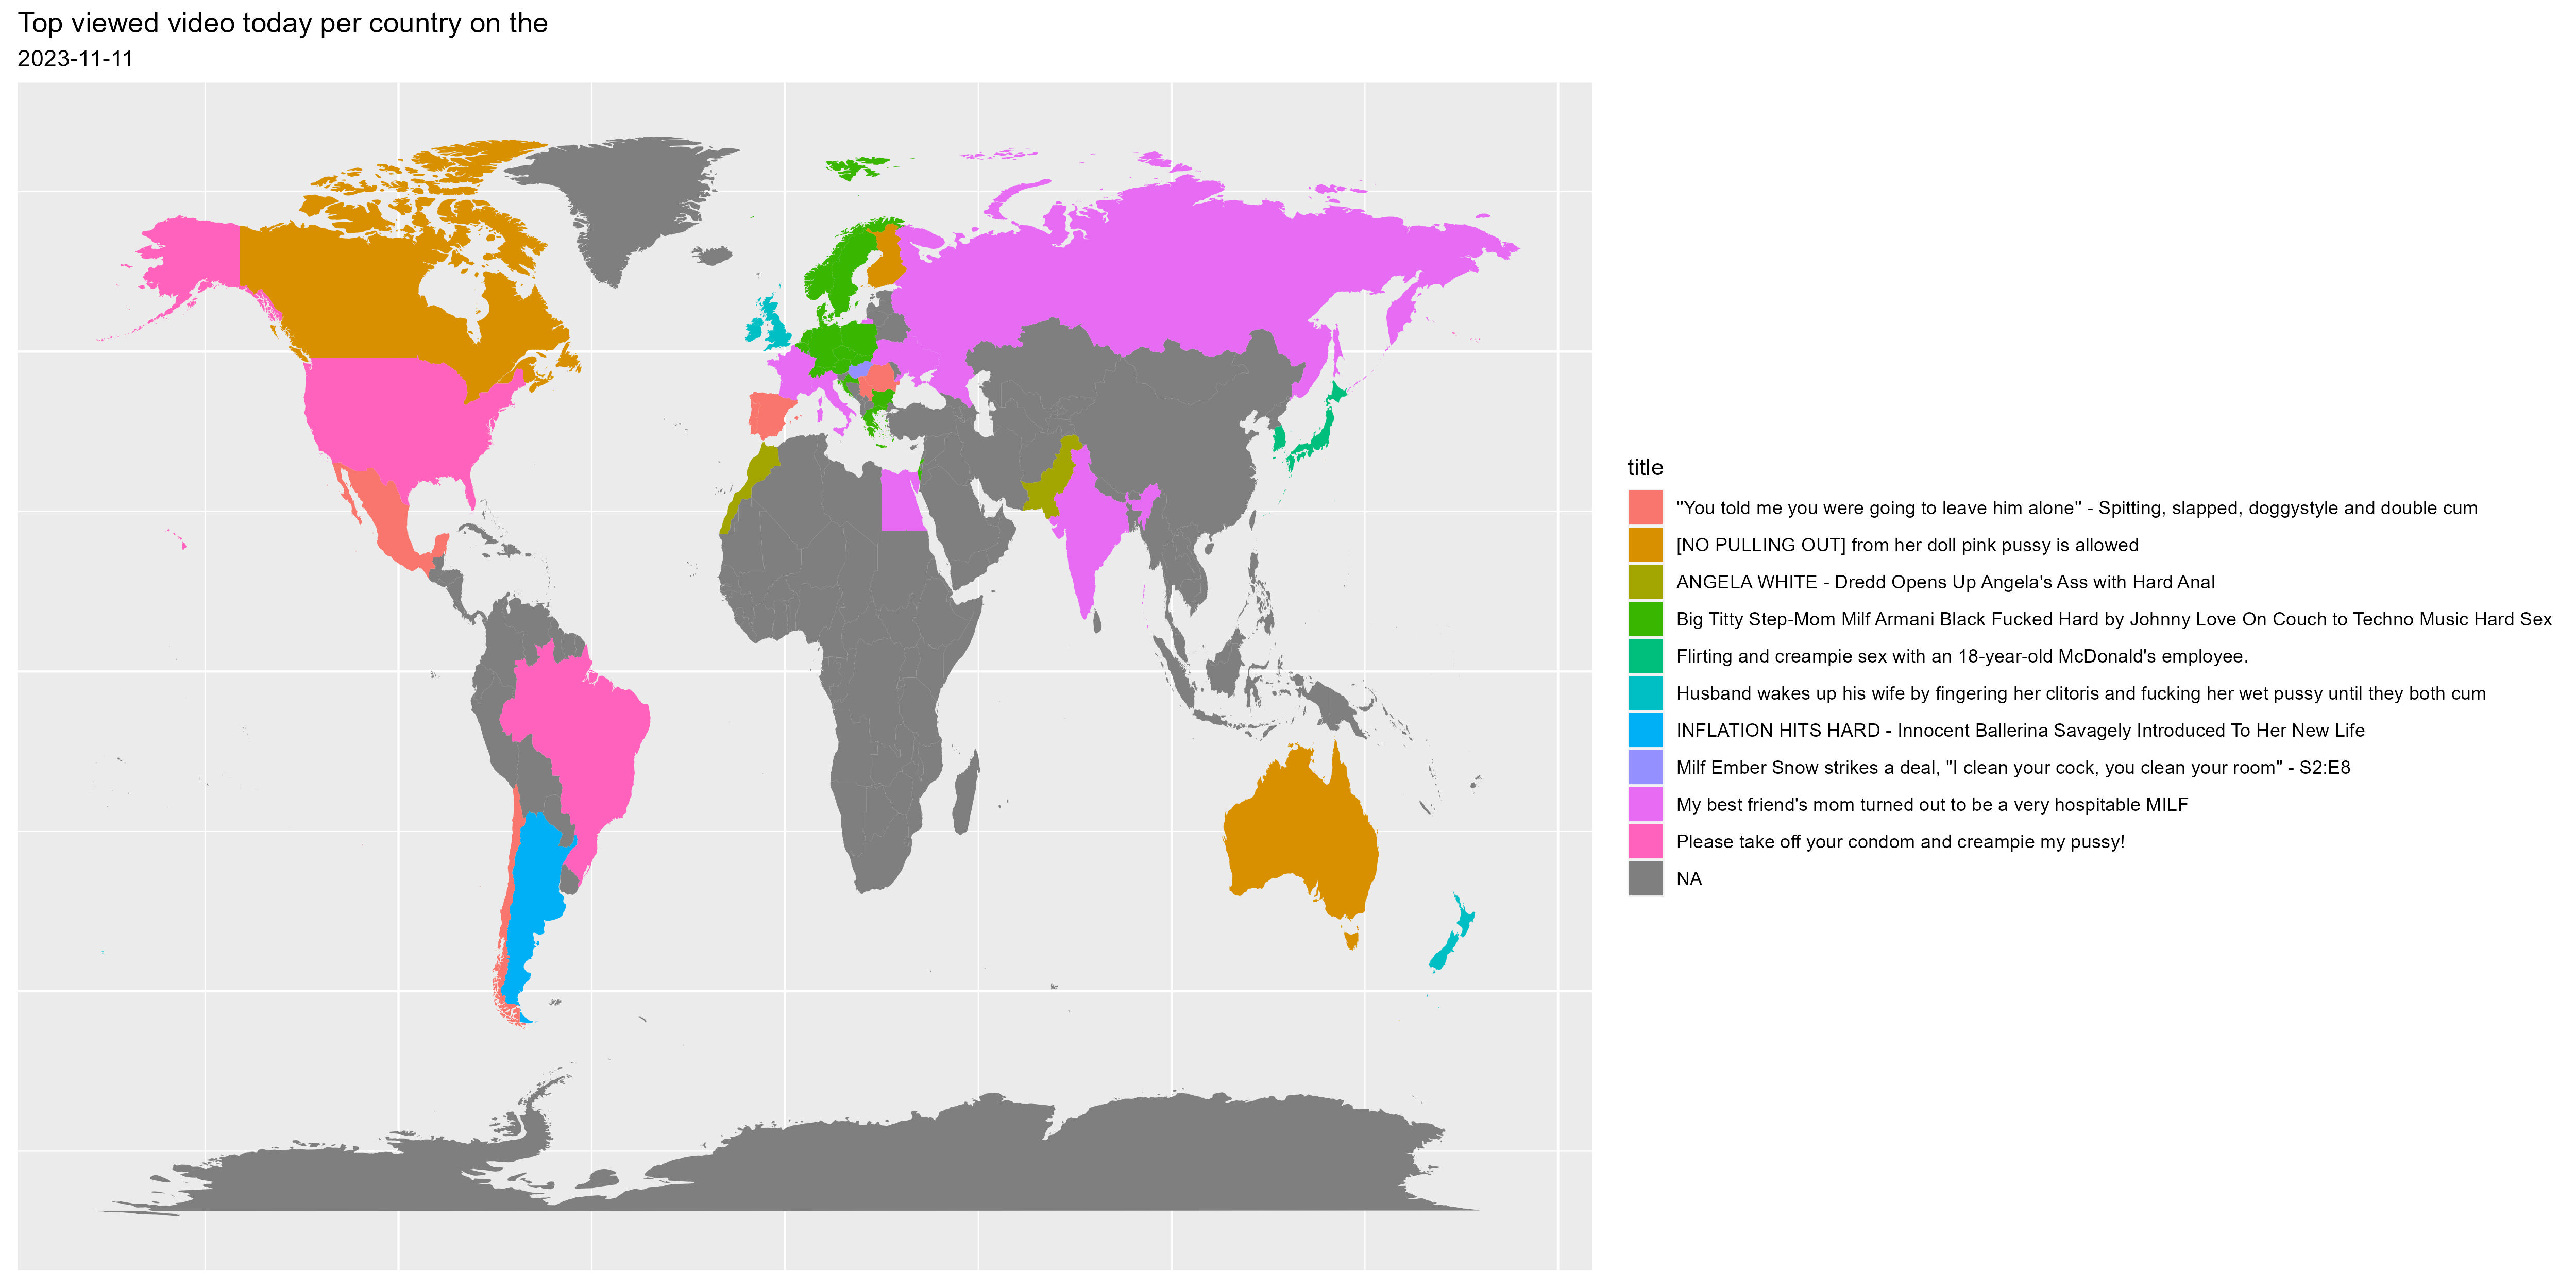 Top viewed video today per country on the
2023-11-11
title
"You told me you were going to leave him alone" - Spitting, slapped, doggystyle and double cum
[NO PULLING OUT] from her doll pink pussy is allowed
ANGELA WHITE - Dredd Opens Up Angela's Ass with Hard Anal
Big Titty Step-Mom Milf Armani Black Fucked Hard by Johnny Love On Couch to Techno Music Hard Sex
Flirting and creampie sex with an 18-year-old McDonald's employee.
Husband wakes up his wife by fingering her clitoris and fucking her wet pussy until they both cum
INFLATION HITS HARD - Innocent Ballerina Savagely Introduced To Her New Life
Milf Ember Snow strikes a deal, "I clean your cock, you clean your room" - S2:E8
My best friend's mom turned out to be a very hospitable MILF
Please take off your condom and creampie my pussy!
NA